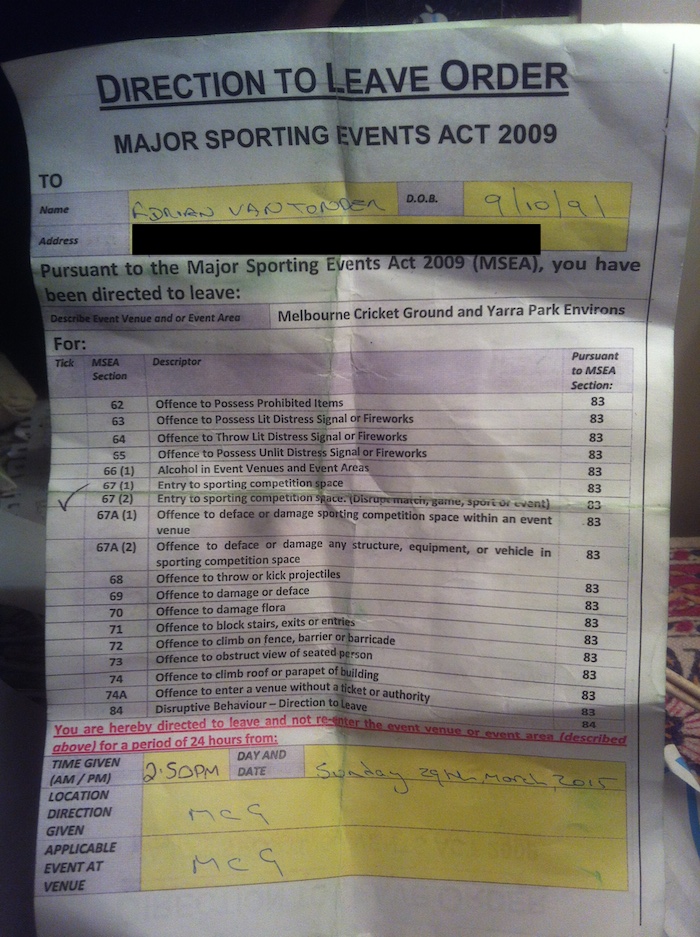 DIRECTION TO LEAVE ORDER
MAJOR SPORTING EVENTS ACT 2009
TO
Name ADRIAN VAN TONDER D.O.B. 9/10/91
Address
Pursuant to the Major Sporting Events Act 2009 (MSEA), you have
been directed to leave:
Describe Event Venue and or Event Area Melbourne Cricket Ground and Yarra Park Environs
For:
Tick MSEA Section Descriptor Pursuant to MSEA Section:
62 Offence to Possess Prohibited Items 83
63 Offence to Possess Lit Distress Signal or Fireworks 83
64 Offence to Throw Lit Distress Signal or Fireworks 83
65 Offence to Possess Unlit Distress Signal or Fireworks 83
66 (1) Alcohol in Event Venues and Event Areas 83
67 (1) Entry to sporting competition space 83
✓ 67 (2) Entry to sporting competition space. (Disrupt match, game, sport or event) 83
67A (1) Offence to deface or damage sporting competition space within an event 83
venue
67A (2) Offence to deface or damage any structure, equipment, or vehicle in 83
sporting competition space
68 Offence to throw or kick projectiles
69 Offence to damage or deface 83
70 Offence to damage flora 83
71 Offence to block stairs, exits or entries 83
72 Offence to climb on fence, barrier or barricade 83
73 Offence to obstruct view of seated person 83
74 Offence to climb roof or parapet of building
74A Offence to enter a venue without a ticket or authority 83
84 Disruptive Behaviour – Direction to Leave 83
84
You are hereby directed to leave and not re-enter the event venue or event area (described
above) for a period of 24 hours from:
TIME GIVEN (AM / PM) 2:50PM DAY AND DATE Sunday 29th March, 2015
LOCATION DIRECTION GIVEN MCG
APPLICABLE EVENT AT VENUE MCG